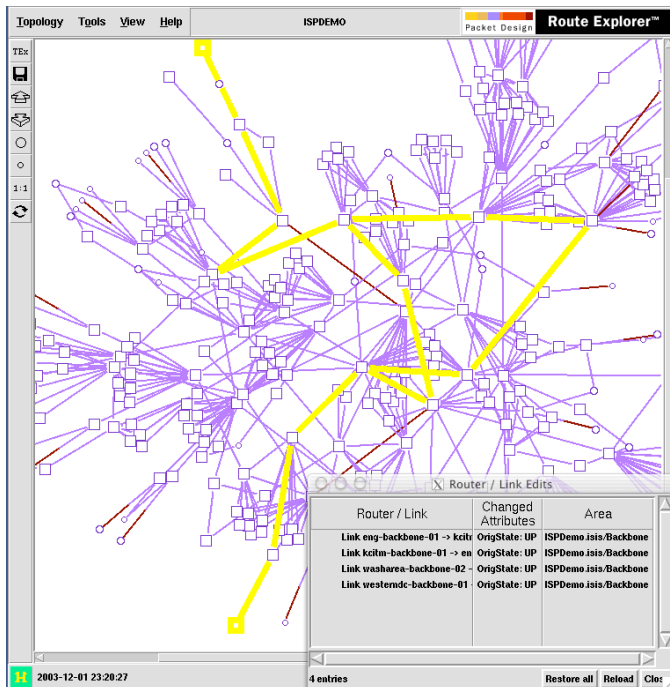 Topology Tools View Help ISPDEMO
Packet Design
Route Explorer™
TEx
1:1
X Router / Link Edits
Router / Link Changed Attributes Area
Link eng-backbone-01 -> kcitm OrigState: UP ISPDemo.isis/Backbone
Link kcitm-backbone-01 -> en OrigState: UP ISPDemo.isis/Backbone
Link washarea-backbone-02 - OrigState: UP ISPDemo.isis/Backbone
Link westerndc-backbone-01 - OrigState: UP ISPDemo.isis/Backbone
4 entries Restore all Reload Clos
H 2003-12-01 23:20:27